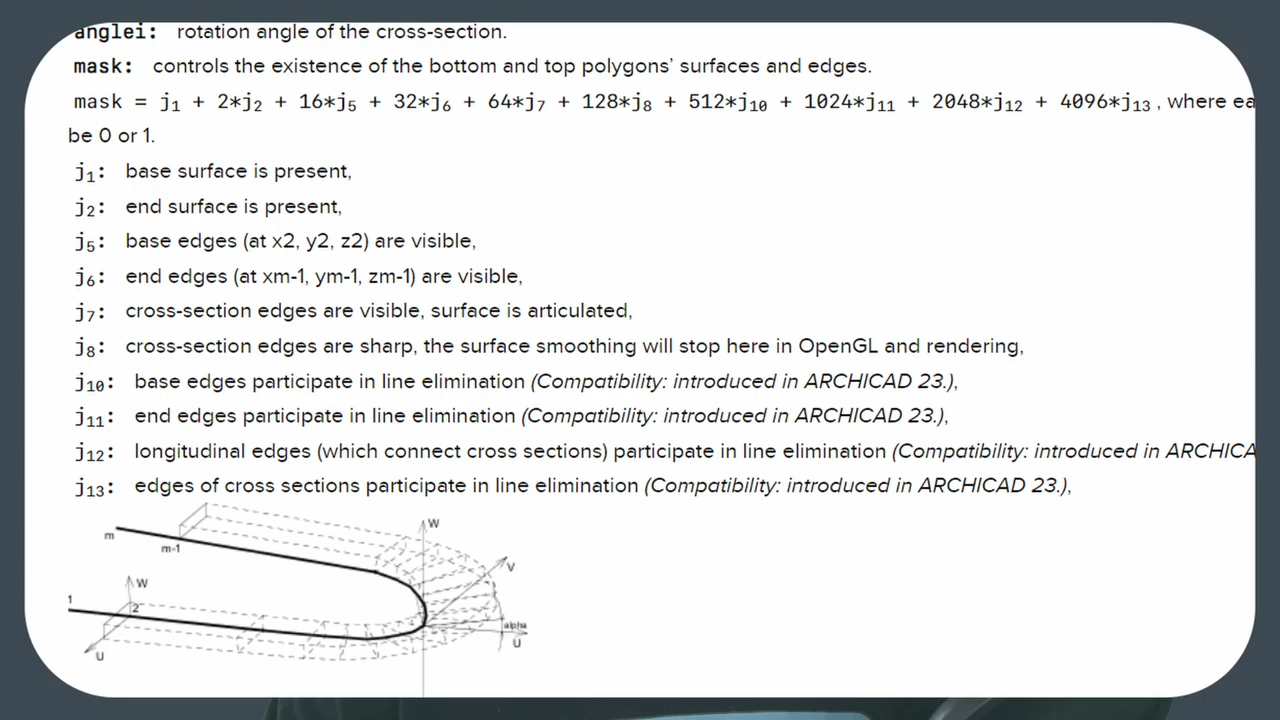 anglei: rotation angle of the cross-section.
mask: controls the existence of the bottom and top polygons' surfaces and edges.
mask = j1 + 2*j2 + 16*j5 + 32*j6 + 64*j7 + 128*j8 + 512*j10 + 1024*j11 + 2048*j12 + 4096*j13 , where ea
be 0 or 1.
j1: base surface is present,
j2: end surface is present,
j5: base edges (at x2, y2, z2) are visible,
j6: end edges (at xm-1, ym-1, zm-1) are visible,
j7: cross-section edges are visible, surface is articulated,
j8: cross-section edges are sharp, the surface smoothing will stop here in OpenGL and rendering,
j10: base edges participate in line elimination (Compatibility: introduced in ARCHICAD 23.),
j11: end edges participate in line elimination (Compatibility: introduced in ARCHICAD 23.),
j12: longitudinal edges (which connect cross sections) participate in line elimination (Compatibility: introduced in ARCHICA
j13: edges of cross sections participate in line elimination (Compatibility: introduced in ARCHICAD 23.),
W
m
m-1
V
W
1
2
alpha
U
U